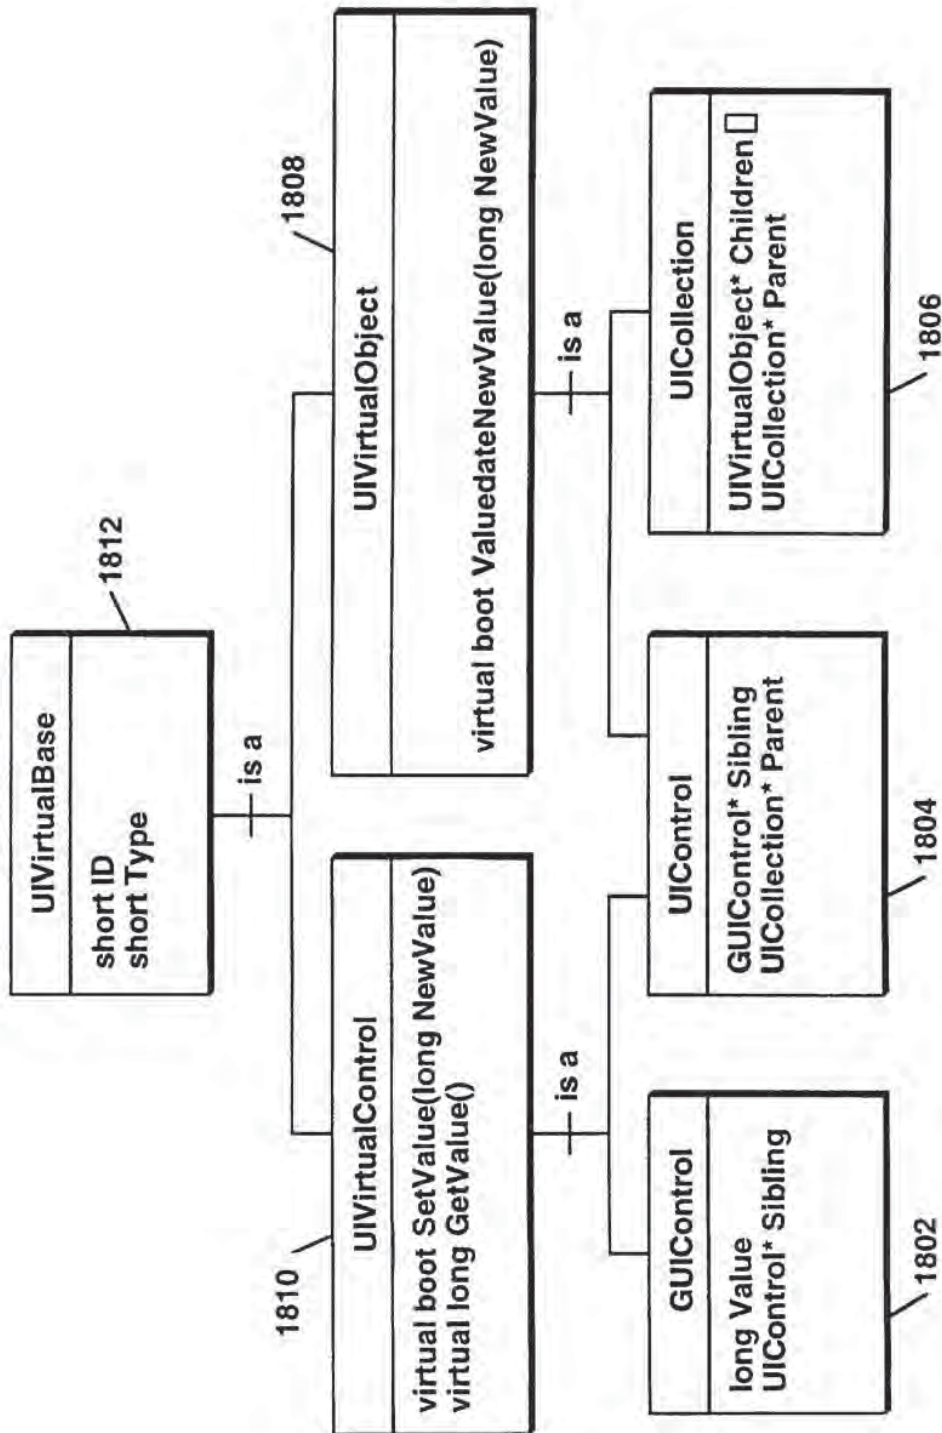 UIVirtualBase
short ID
short Type
1812
is a
1810
UIVirtualControl
virtual boot SetValue(long NewValue)
virtual long GetValue()
1808
UIVirtualObject
virtual boot ValuedateNewValue(long NewValue)
is a
is a
GUIControl
long Value
UIControl* Sibling
1802
UIControl
GUIControl* Sibling
UICollection* Parent
1804
UICollection
UIVirtualObject* Children[]
UICollection* Parent
1806